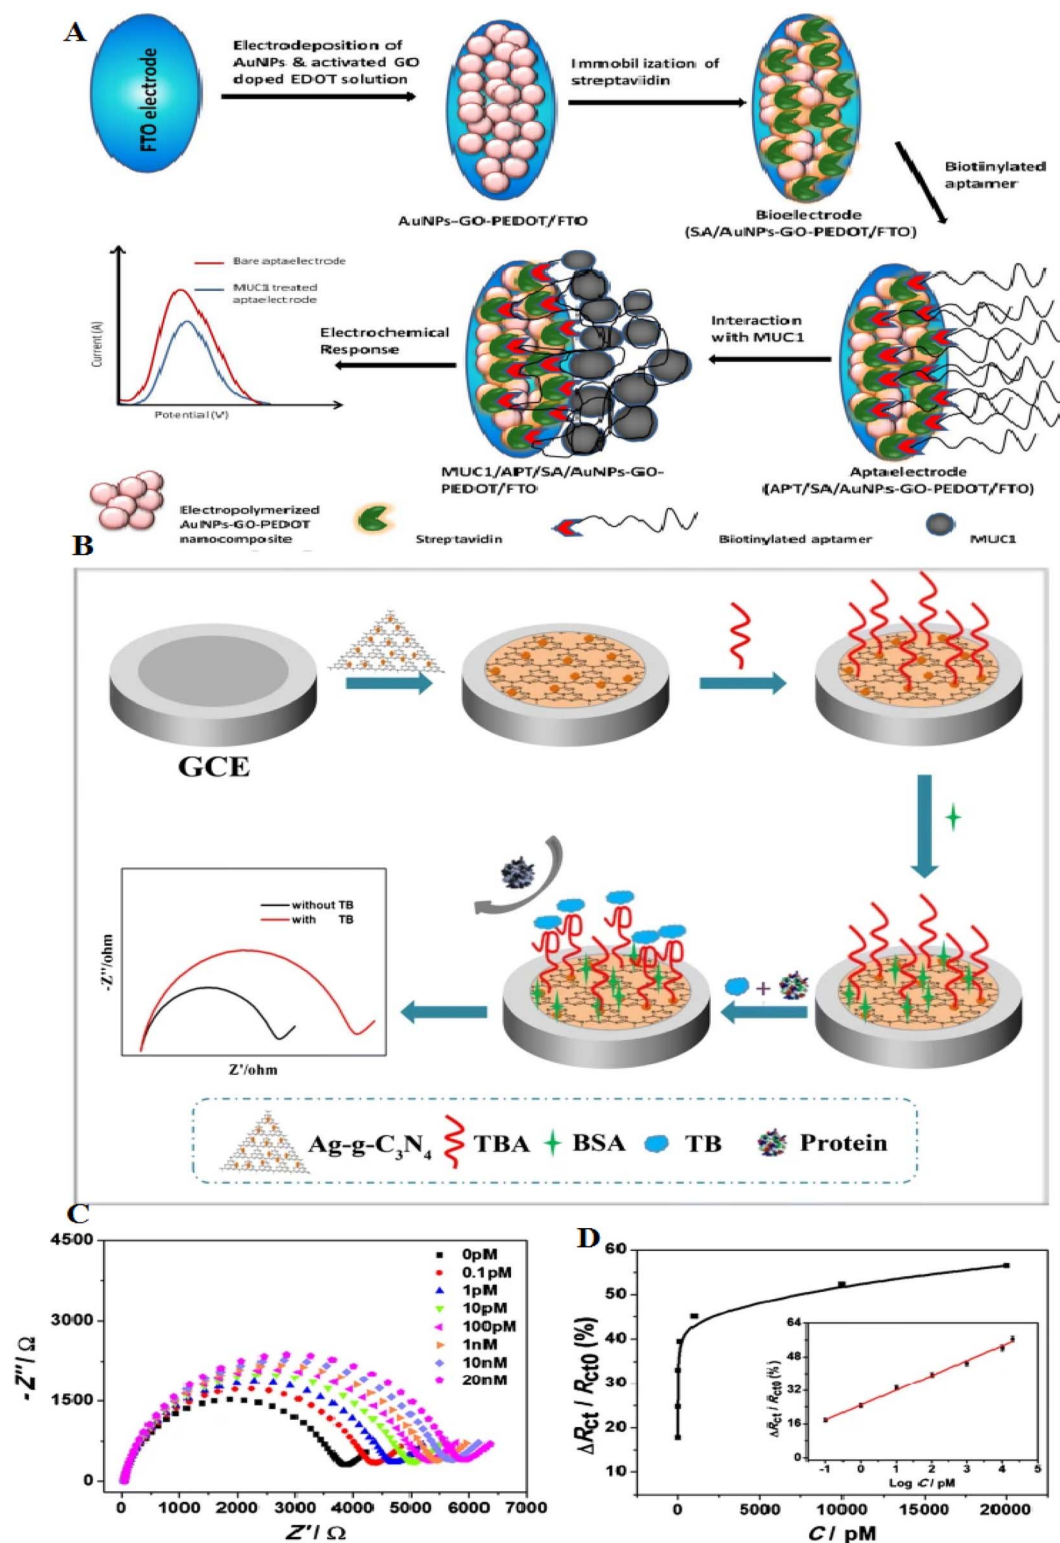 A
FTO electrode
Electrodeposition of
AuNPs & activated GO
doped EDOT solution
Immobilization of
streptaviidin
Biotiinylated
aptamer
AuNPs-GO-PEDOT/FTO
Bioelectrode
(SA/AuNPs-GO-PEDOT/FTO)
Bare aptaelectrode
MUC1 treated
aptaelectrode
Current(A)
Potential (V)
Electrochemical
Response
Interaction
with MUC1
MUC1/APT/SA/AuNPs-GO-
PEDOT/FTO
Aptaelectrode
(APT/SA/AuNPs-GO-PEDOT/FTO)
Electropolymerized
AuNPs-GO-PEDOT
namocomposite
Streptavidin
Biotinylated aptamer
MUC1
B
GCE
without TB
with TB
-Z''/ohm
Z'/ohm
+
Ag-g-C3N4
TBA
BSA
TB
Protein
C
4500
3000
1500
0
-Z''/ Ω
0pM
0.1pM
1pM
10pM
100pM
1nM
10nM
20nM
0 1000 2000 3000 4000 5000 6000 7000
Z'/ Ω
D
60
50
40
30
20
10
ΔRct / Rct0 (%)
64
48
32
16
0
ΔRct / Rct0 (%)
-1 0 1 2 3 4 5
Log C / pM
0 5000 10000 15000 20000
C / pM